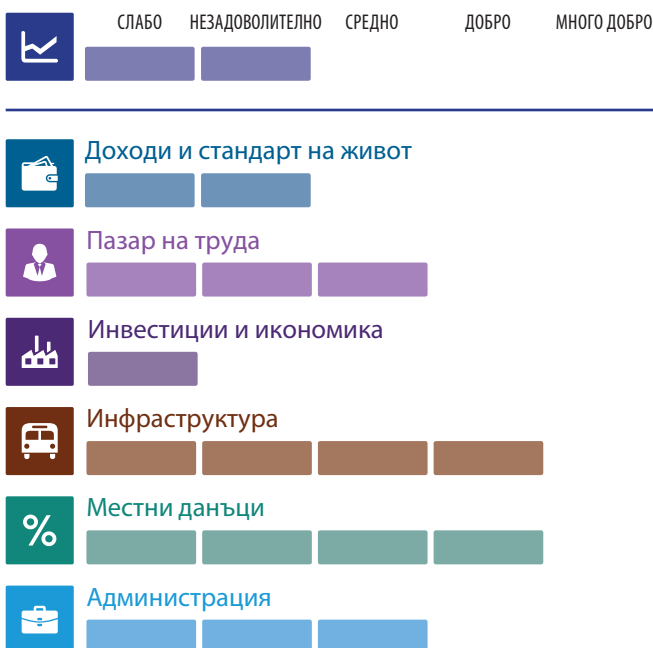 СЛАБО НЕЗАДОВОЛИТЕЛНО СРЕДНО ДОБРО МНОГО ДОБРО
Доходи и стандарт на живот
Пазар на труда
Инвестиции и икономика
Инфраструктура
%
Местни данъци
Администрация